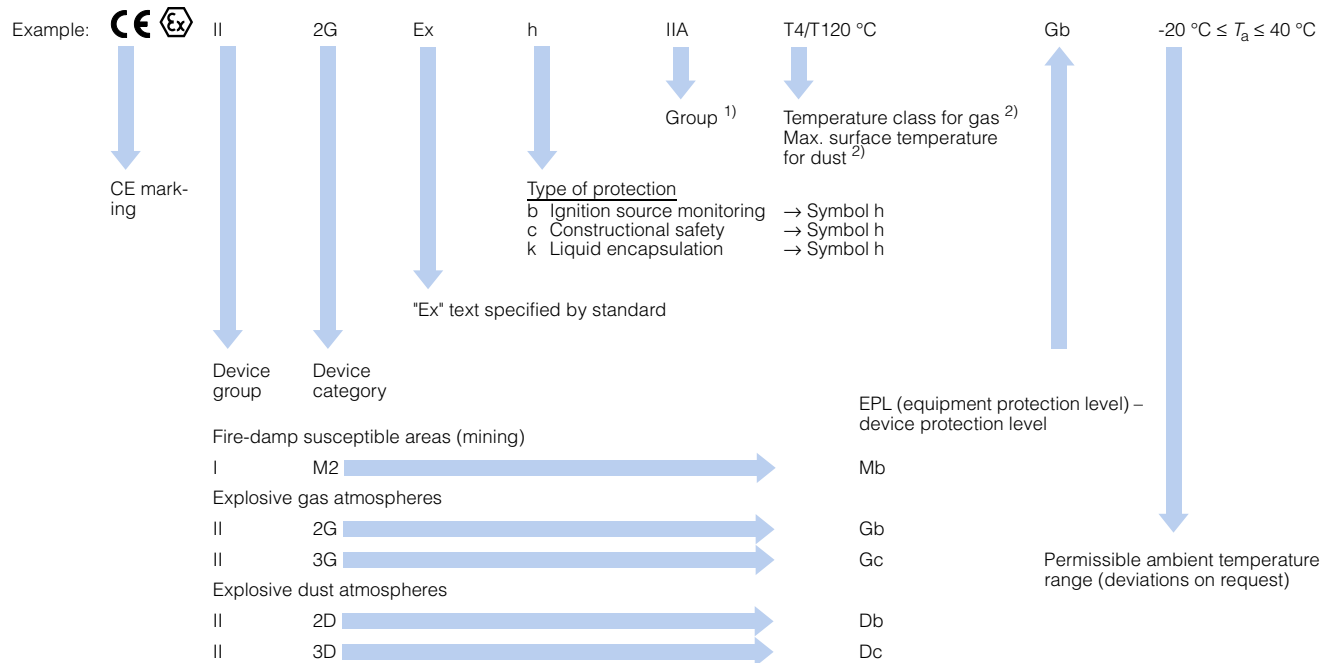 Example: CE Ex II 2G Ex h IIA T4/T120 °C Gb -20 °C ≤ Ta ≤ 40 °C
Group 1)
Temperature class for gas 2)
Max. surface temperature
for dust 2)
CE mark-
ing
Type of protection
b Ignition source monitoring → Symbol h
c Constructional safety → Symbol h
k Liquid encapsulation → Symbol h
"Ex" text specified by standard
Device
group
Device
category
EPL (equipment protection level) –
device protection level
Fire-damp susceptible areas (mining)
I M2 Mb
Explosive gas atmospheres
II 2G Gb
II 3G Gc
Permissible ambient temperature
range (deviations on request)
Explosive dust atmospheres
II 2D Db
II 3D Dc